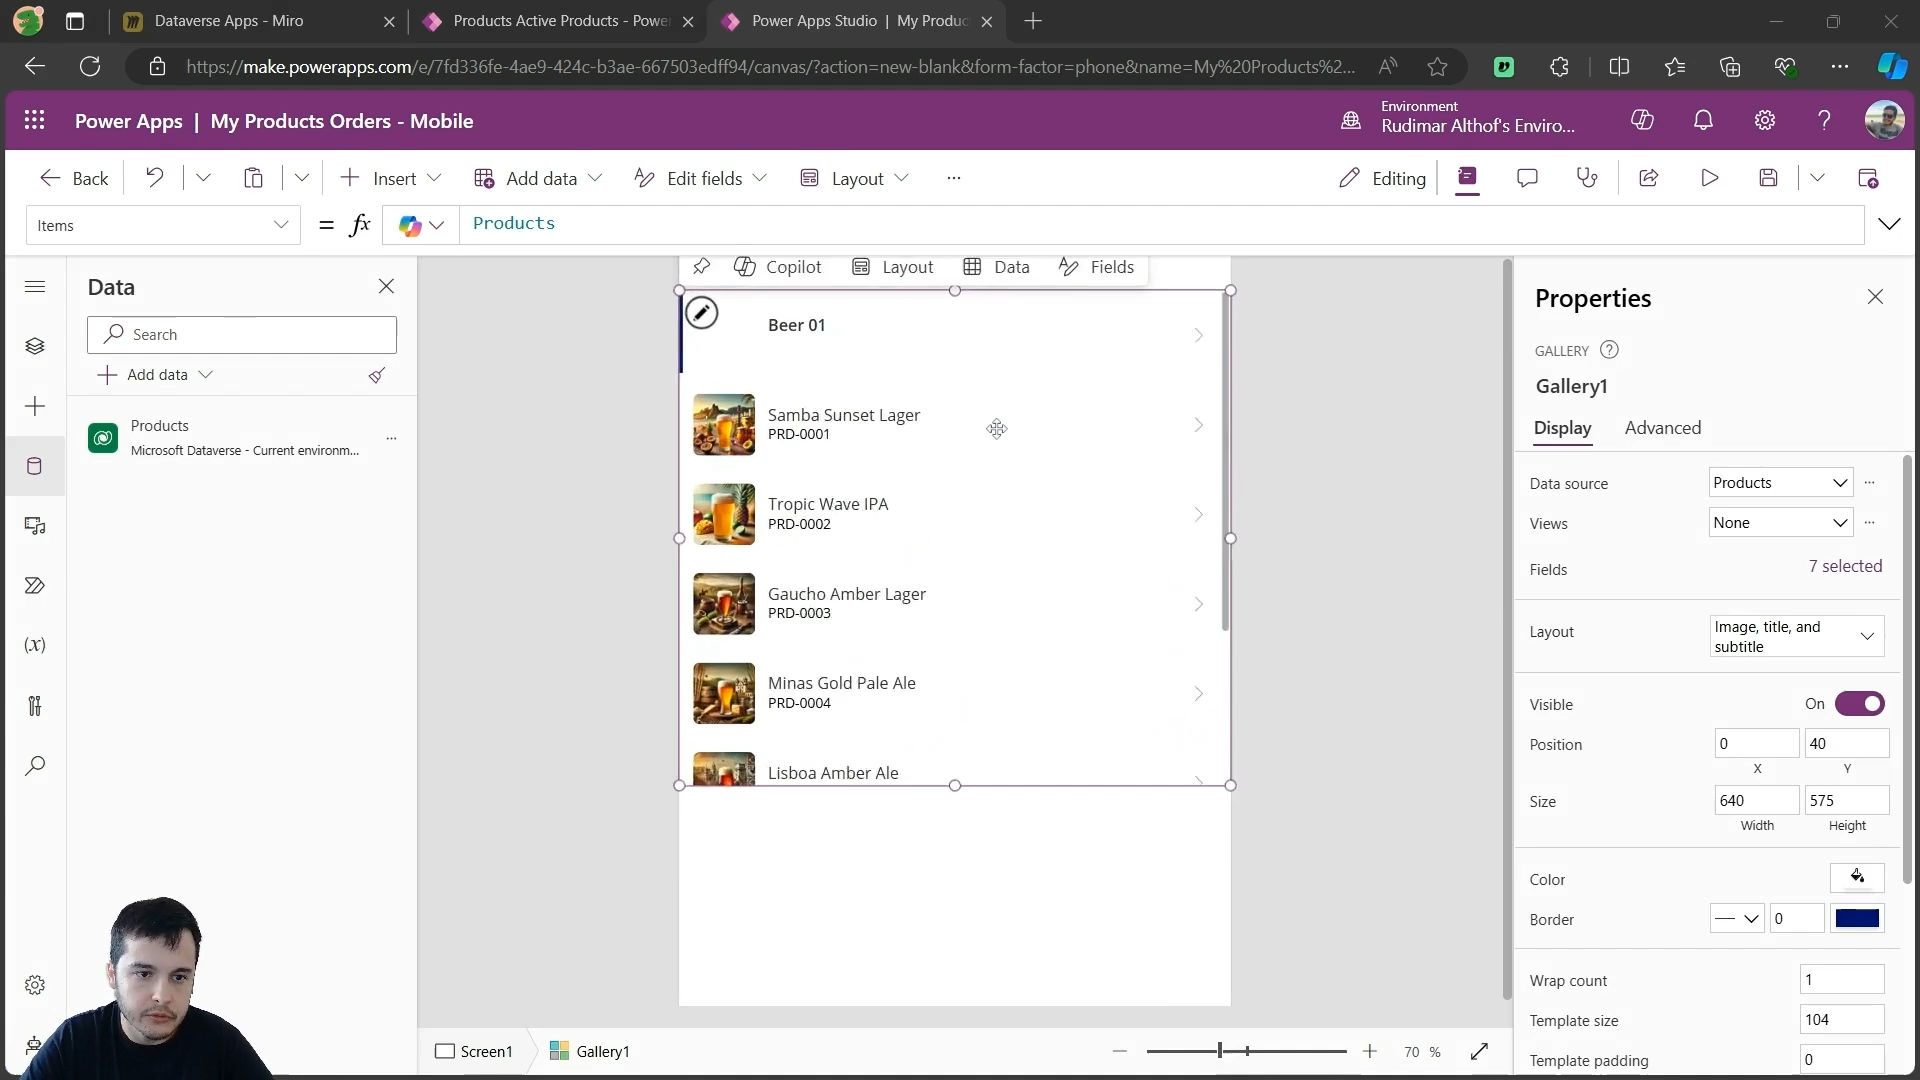 Dataverse Apps - Miro
Products Active Products - Powe
Power Apps Studio | My Produc
https://make.powerapps.com/e/7fd336fe-4ae9-424c-b3ae-667503edff94/canvas/?action=new-blank&form-factor=phone&name=My%20Products%2...
Power Apps | My Products Orders - Mobile
Environment
Rudimar Althof's Enviro...
Back
Insert
Add data
Edit fields
Layout
Editing
Items
= fx
Products
Data
Search
Add data
Products
Microsoft Dataverse - Current environm...
Copilot
Layout
Data
Fields
Beer 01
Samba Sunset Lager
PRD-0001
Tropic Wave IPA
PRD-0002
Gaucho Amber Lager
PRD-0003
Minas Gold Pale Ale
PRD-0004
Lisboa Amber Ale
Screen1
Gallery1
70 %
Properties
GALLERY
Gallery1
Display
Advanced
Data source
Products
Views
None
Fields
7 selected
Layout
Image, title, and
subtitle
Visible
On
Position
0
40
X
Y
Size
640
575
Width
Height
Color
Border
0
Wrap count
1
Template size
104
Template padding
0